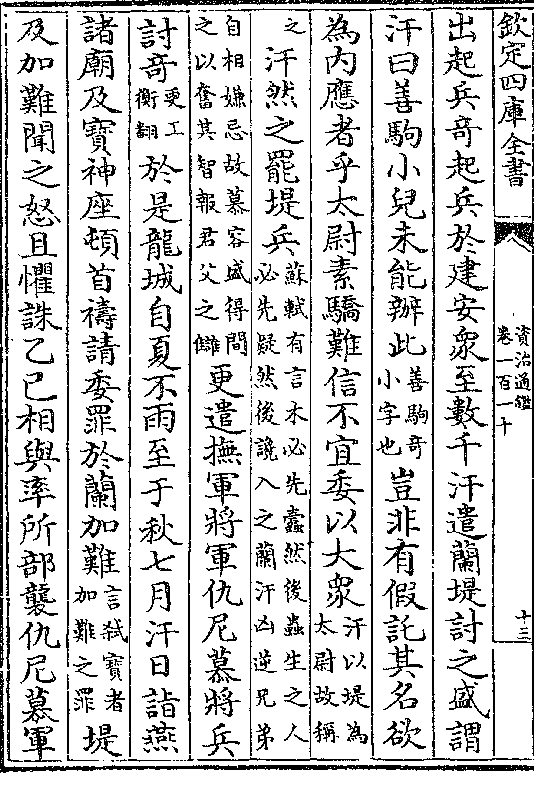 欽定四庫全書
資治通鑑
卷一百一十
十三
出起兵竒起兵於建安衆至數千汗遣蘭堤討之盛謂
汗曰善駒小兒未能辦此善駒竒小字也豈非有假託其名欲
為内應者乎太尉素驕難信不宜委以大衆汗以堤為太尉故稱
之汗然之罷堤兵蘇軾有言木必先蠹然後蟲生之人必先疑然後讒入之蘭汗凶逆兄弟
自相嫌忌故慕容盛得間之以奮其智報君父之讎更遣撫軍將軍仇尼慕將兵
討竒更工衡翻於是龍城自夏不雨至于秋七月汗日詣燕
諸廟及寶神座頓首禱請委罪於蘭加難言弑寶者加難之罪堤
及加難聞之怒且懼誅乙巳相與率所部襲仇尼慕軍